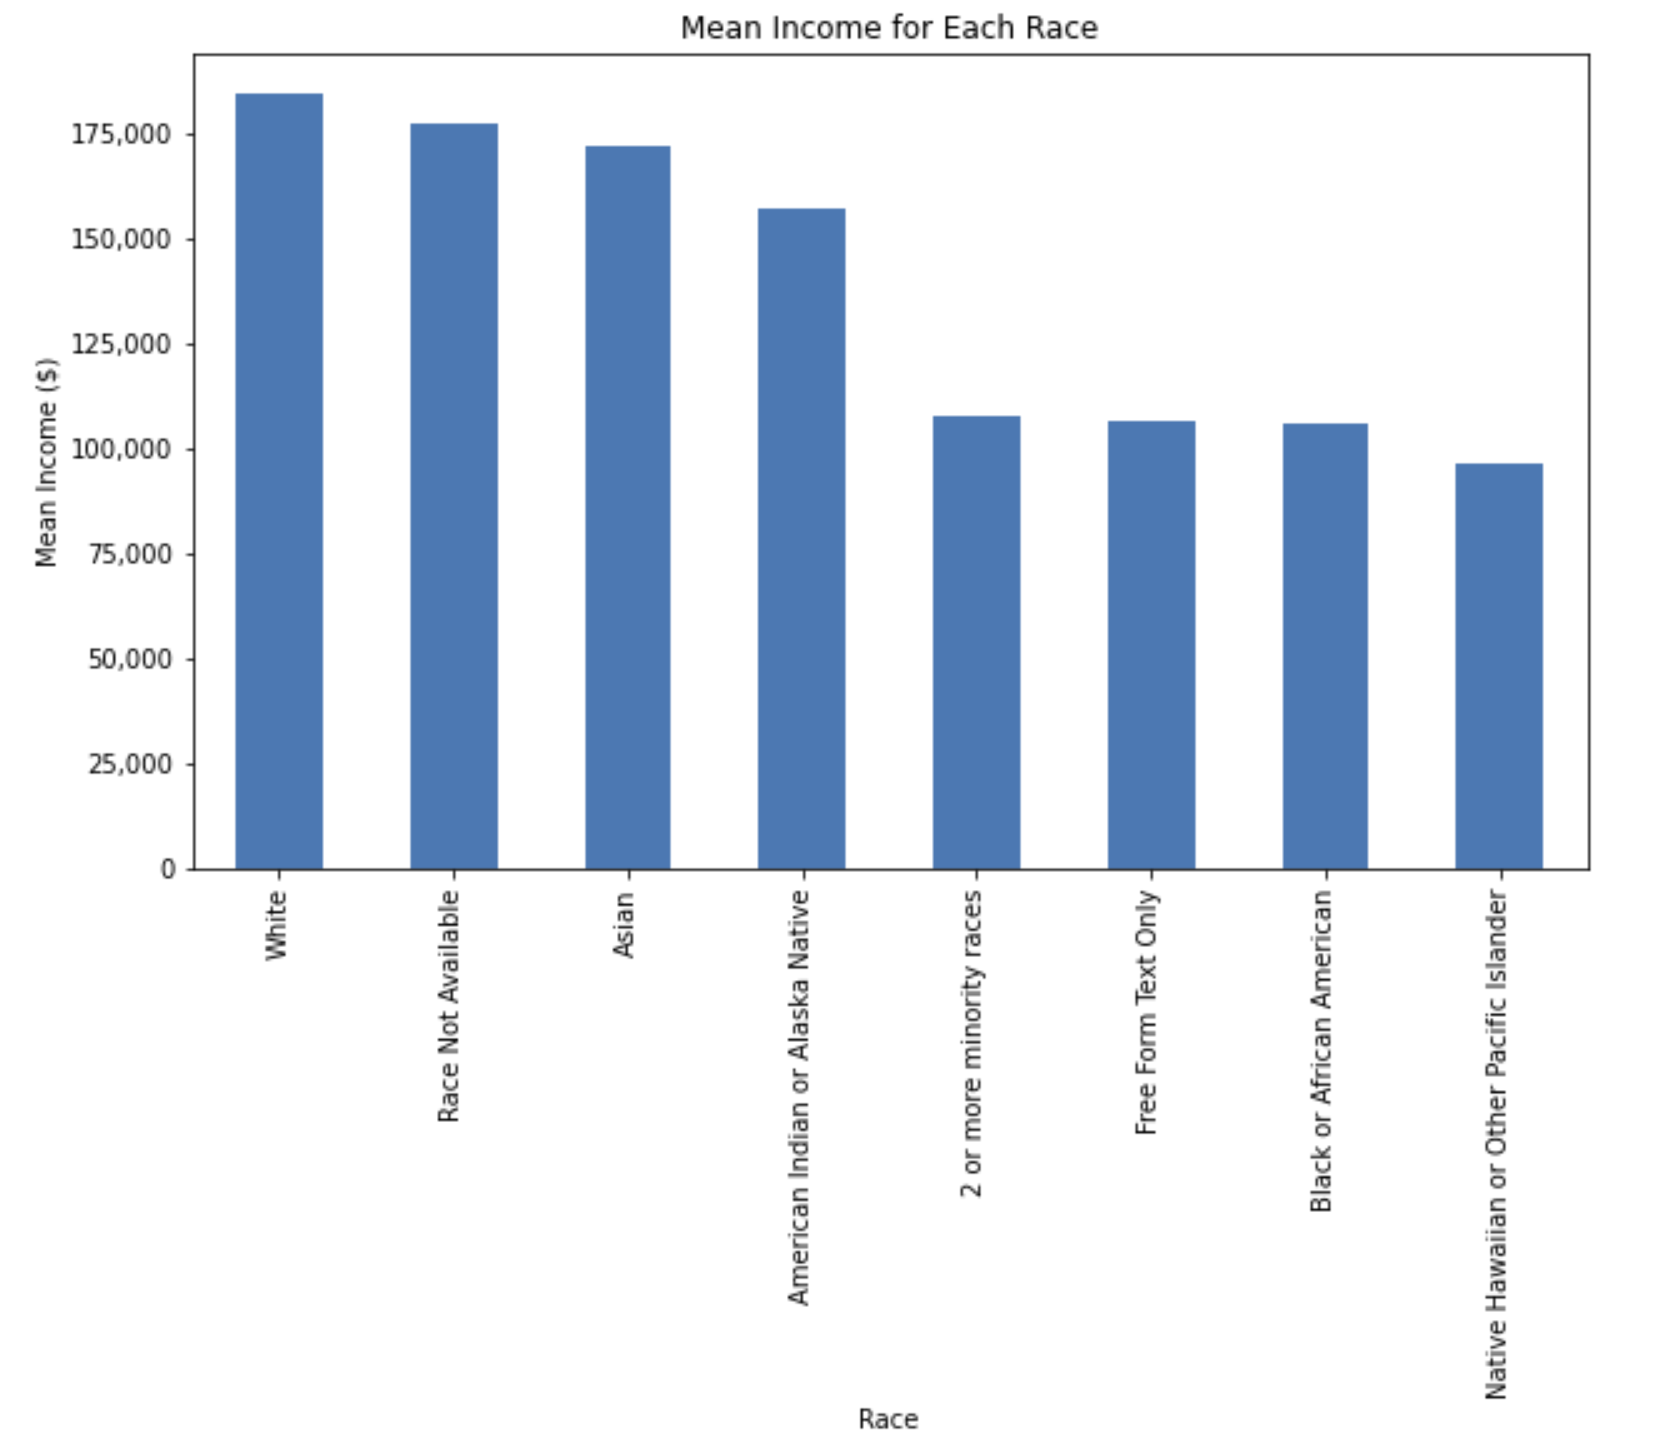 Mean Income for Each Race
Mean Income ($)
175,000
150,000
125,000
100,000
75,000
50,000
25,000
0
White
Race Not Available
Asian
American Indian or Alaska Native
2 or more minority races
Free Form Text Only
Black or African American
Native Hawaiian or Other Pacific Islander
Race